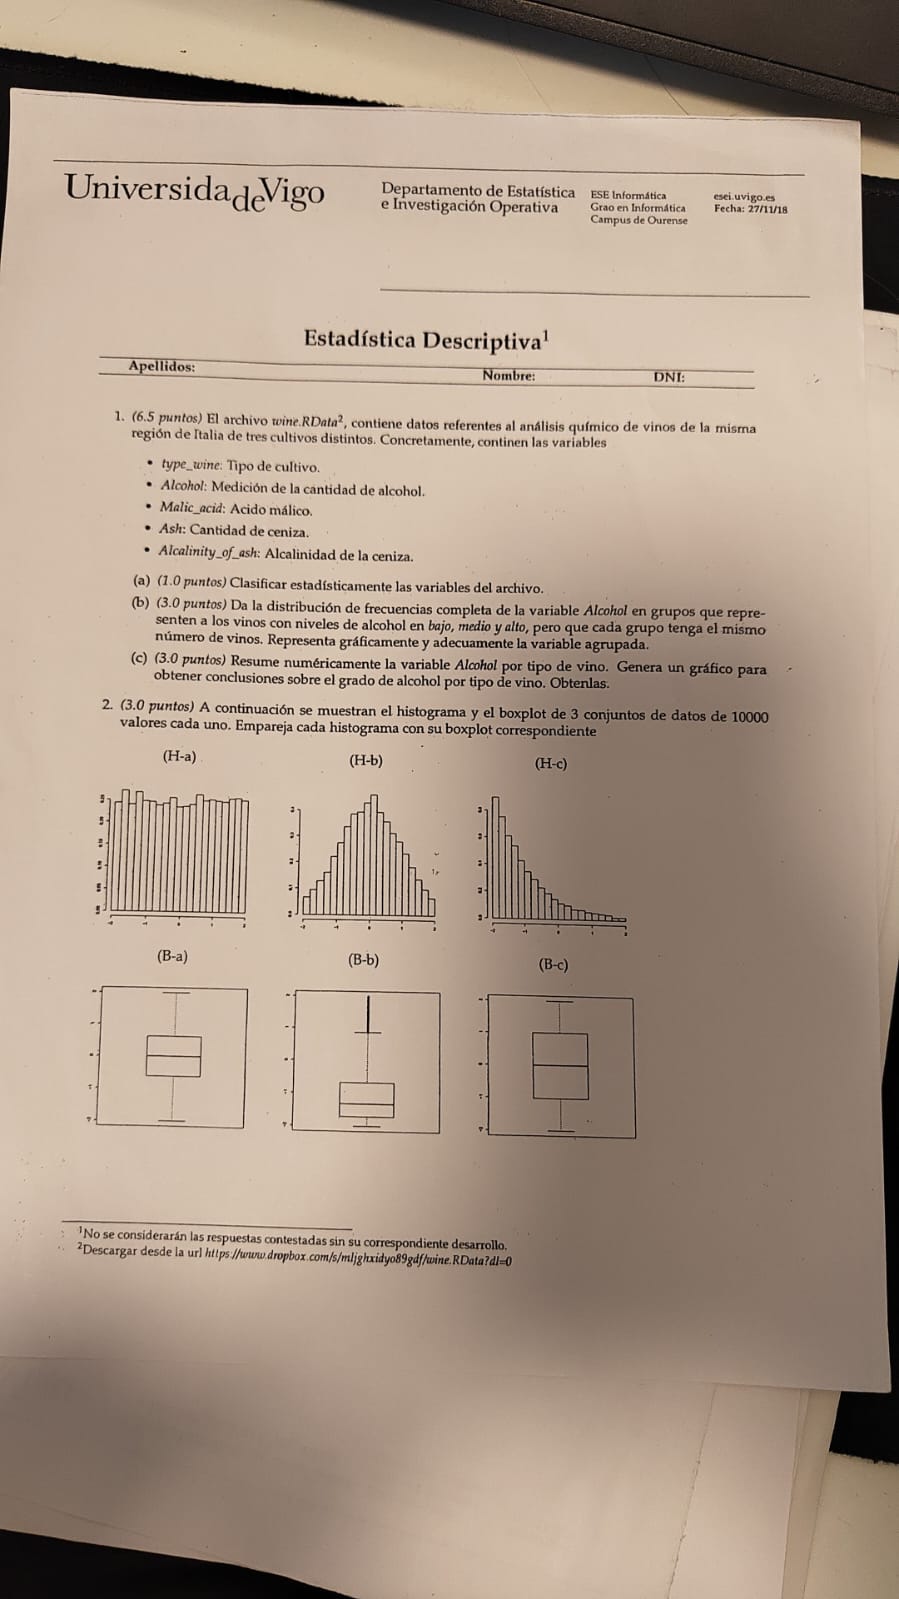 UniversidadeVigo
Departamento de Estatística
e Investigación Operativa
ESE Informática
Grao en Informática
Campus de Ourense
esei.uvigo.es
Fecha: 27/11/18
Estadística Descriptiva¹
Apellidos: Nombre: DNI:
1. (6.5 puntos) El archivo wine.RData², contiene datos referentes al análisis químico de vinos de la misma
región de Italia de tres cultivos distintos. Concretamente, continen las variables
• type_wine: Tipo de cultivo.
• Alcohol: Medición de la cantidad de alcohol.
• Malic_acid: Acido málico.
• Ash: Cantidad de ceniza.
• Alcalinity_of_ash: Alcalinidad de la ceniza.
(a) (1.0 puntos) Clasificar estadísticamente las variables del archivo.
(b) (3.0 puntos) Da la distribución de frecuencias completa de la variable Alcohol en grupos que repre-
senten a los vinos con niveles de alcohol en bajo, medio y alto, pero que cada grupo tenga el mismo
número de vinos. Representa gráficamente y adecuamente la variable agrupada.
(c) (3.0 puntos) Resume numéricamente la variable Alcohol por tipo de vino. Genera un gráfico para
obtener conclusiones sobre el grado de alcohol por tipo de vino. Obtenlas.
2. (3.0 puntos) A continuación se muestran el histograma y el boxplot de 3 conjuntos de datos de 10000
valores cada uno. Empareja cada histograma con su boxplot correspondiente
(H-a) (H-b) (H-c)
(B-a) (B-b) (B-c)
¹No se considerarán las respuestas contestadas sin su correspondiente desarrollo.
²Descargar desde la url https://www.dropbox.com/s/mljghxidyo89gdf/wine.RData?dl=0